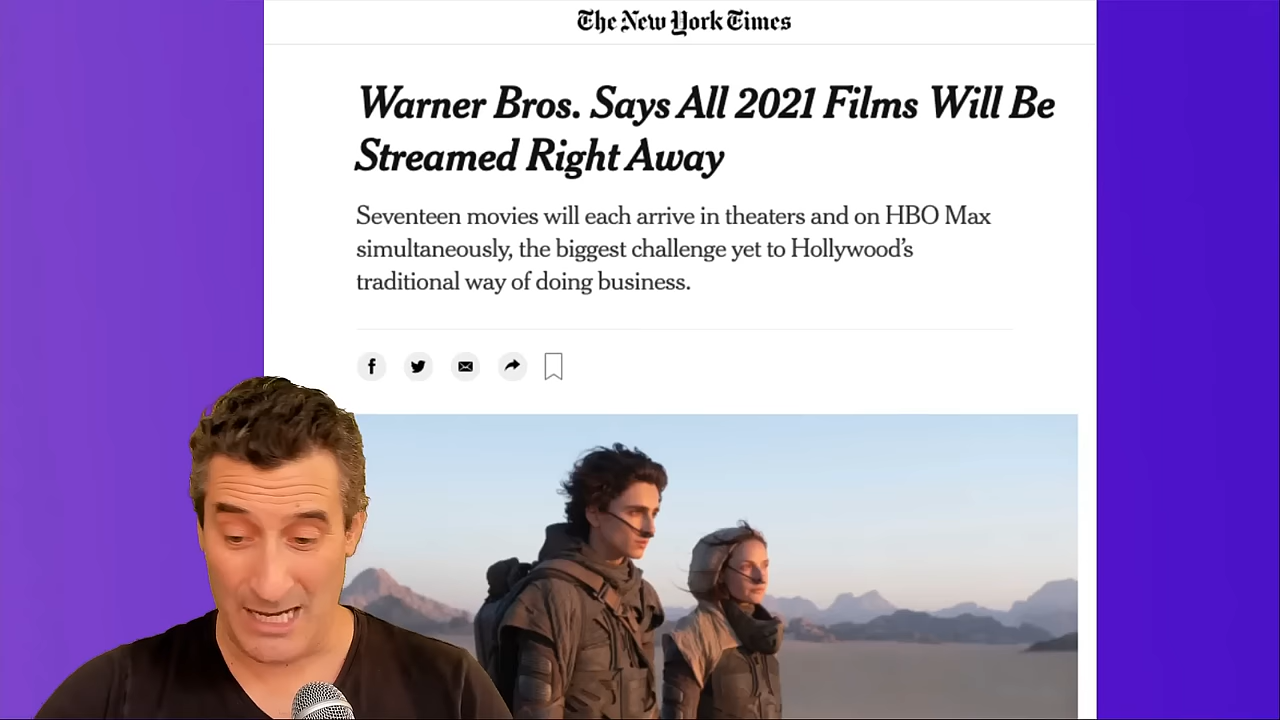 The New York Times
Warner Bros. Says All 2021 Films Will Be
Streamed Right Away
Seventeen movies will each arrive in theaters and on HBO Max
simultaneously, the biggest challenge yet to Hollywood’s
traditional way of doing business.